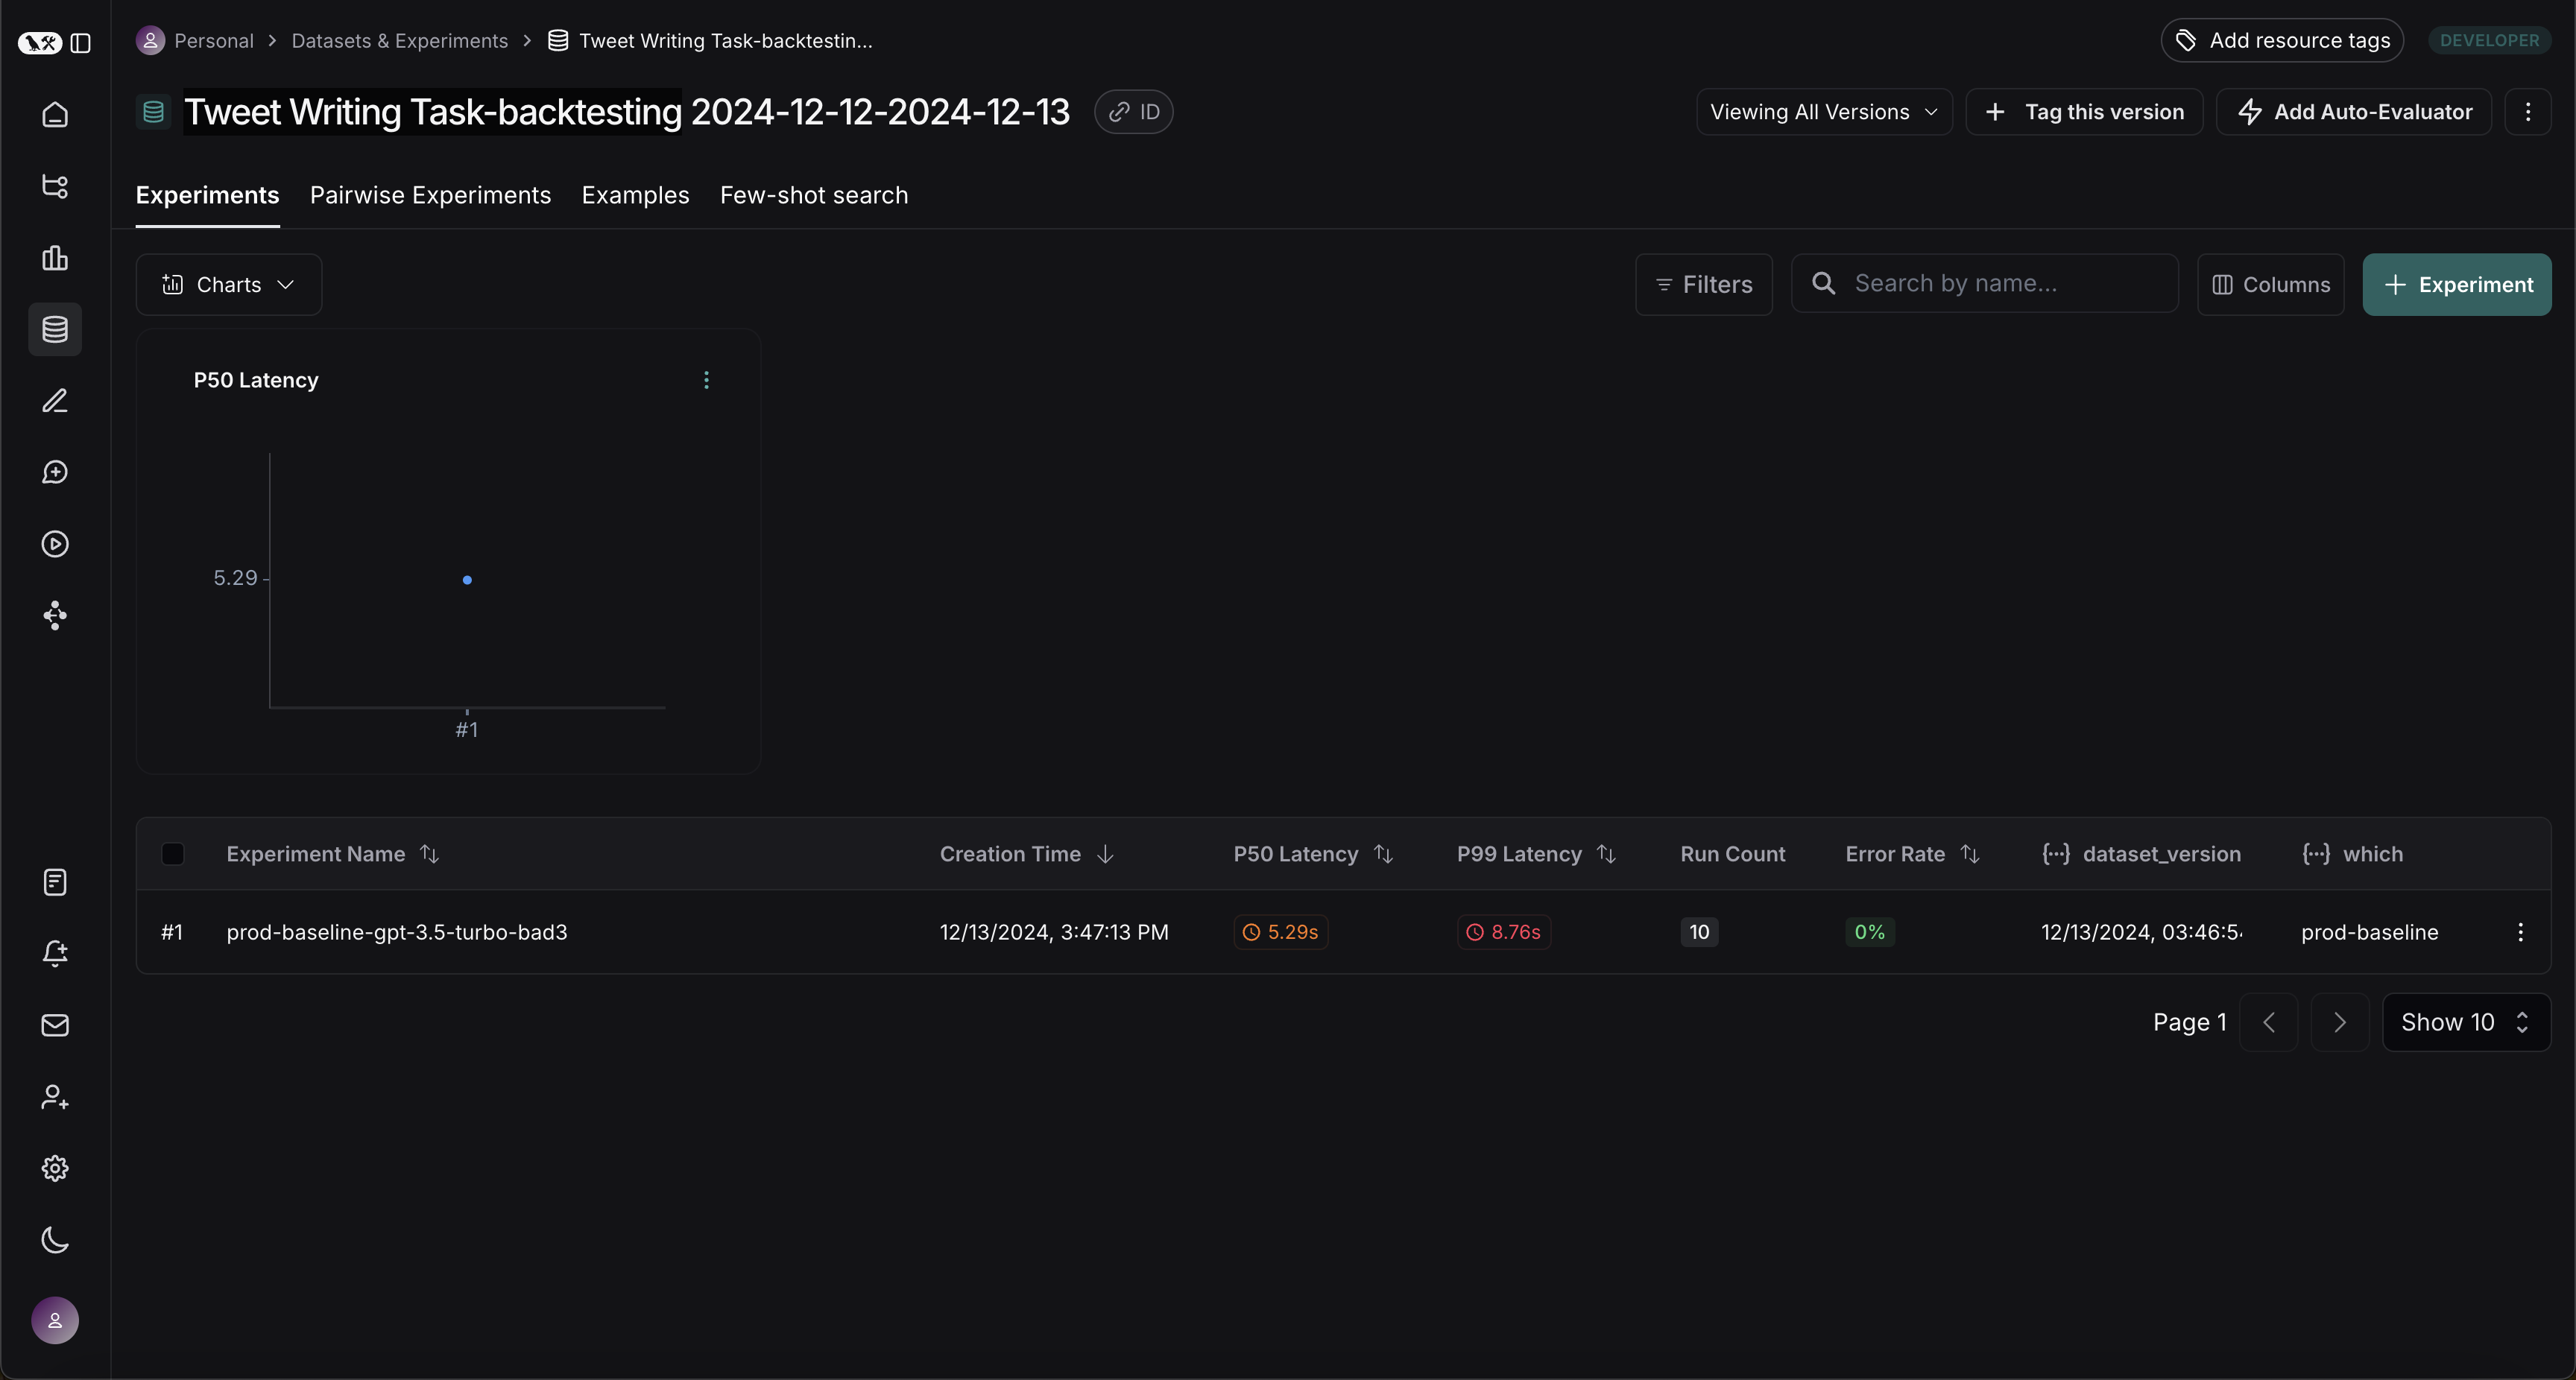 Personal > Datasets & Experiments > Tweet Writing Task-backtestin...
Add resource tags
DEVELOPER
Tweet Writing Task-backtesting 2024-12-12-2024-12-13
ID
Viewing All Versions
+ Tag this version
Add Auto-Evaluator
Experiments Pairwise Experiments Examples Few-shot search
Charts
Filters
Search by name...
Columns
+ Experiment
P50 Latency
5.29
#1
Experiment Name Creation Time P50 Latency P99 Latency Run Count Error Rate {...} dataset_version {...} which
#1 prod-baseline-gpt-3.5-turbo-bad3 12/13/2024, 3:47:13 PM 5.29s 8.76s 10 0% 12/13/2024, 03:46:5 prod-baseline
Page 1
Show 10